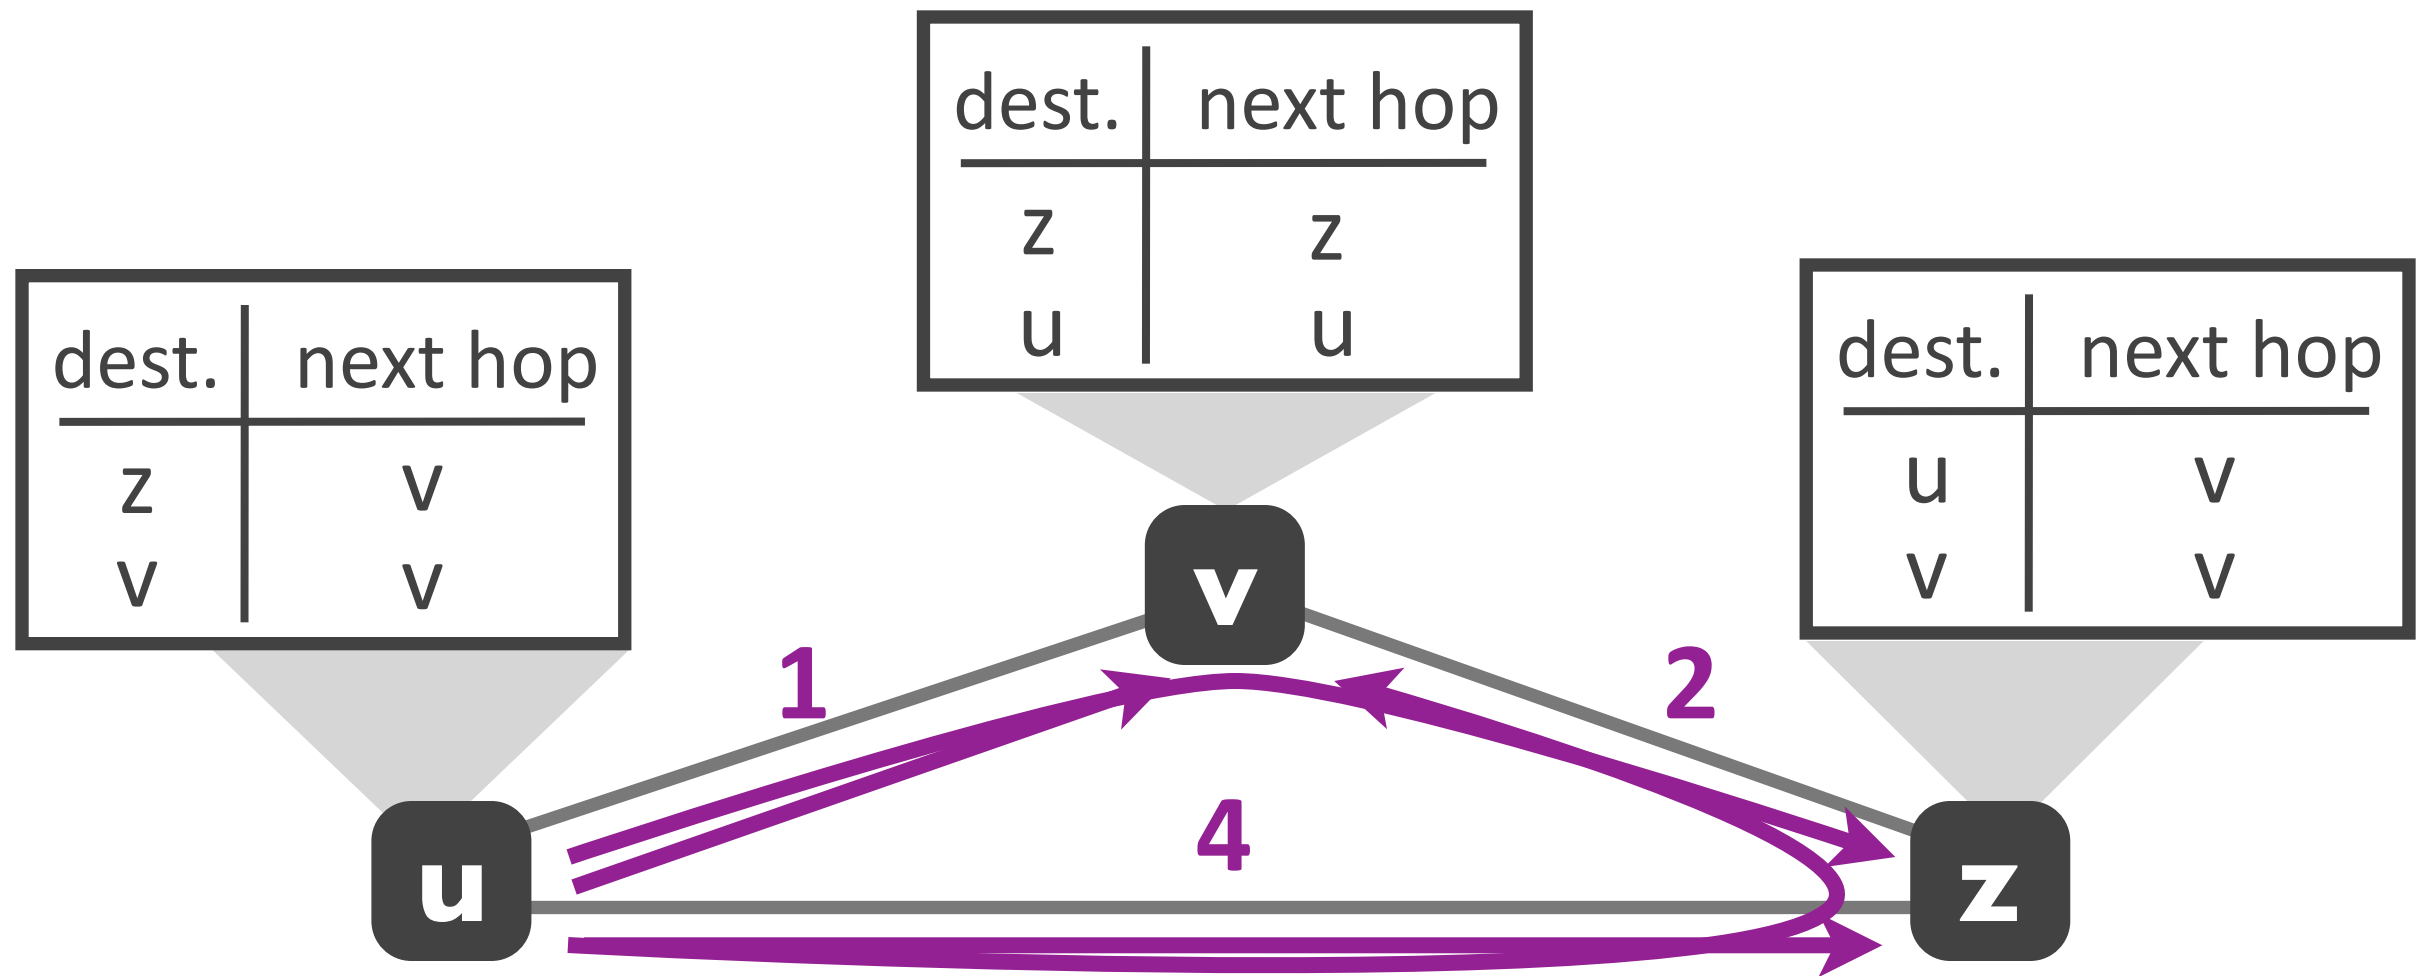 dest. next hop
z z
u u
dest. next hop
z v
v v
dest. next hop
u v
v v
v
1
2
4
u
z